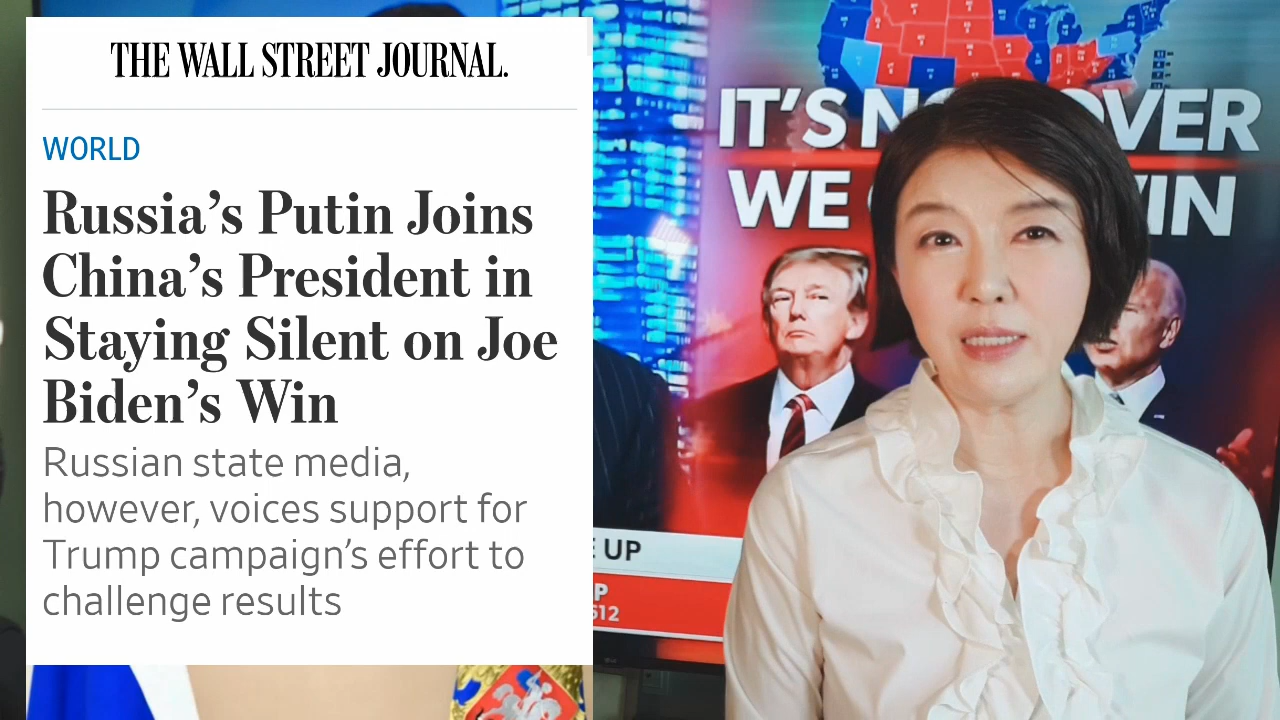 THE WALL STREET JOURNAL.
WORLD
Russia's Putin Joins
China's President in
Staying Silent on Joe
Biden's Win
Russian state media,
however, voices support for
Trump campaign's effort to
challenge results
IT'S OVER
WE
UP